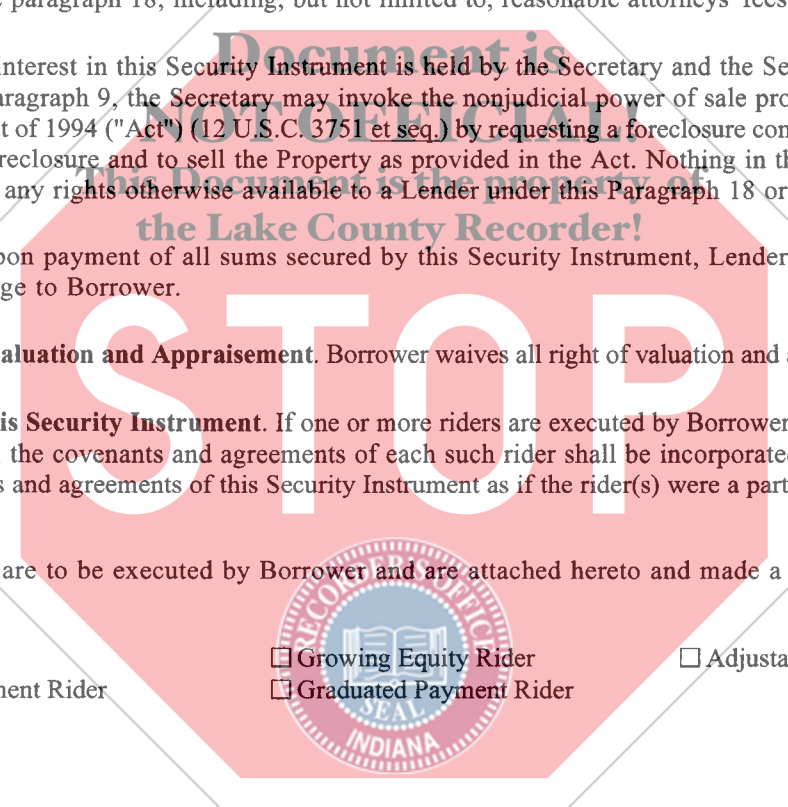 e paragraph 18, including, but not limited to, reasonable attorneys' fees
Document is
interest in this Security Instrument is held by the Secretary and the Se
aragraph 9, the Secretary may invoke the nonjudicial power of sale pro
NOT OFFICIAL!
t of 1994 ("Act") (12 U.S.C. 3751 et seq.) by requesting a foreclosure com
reclosure and to sell the Property as provided in the Act. Nothing in th
This Document is the property of
any rights otherwise available to a Lender under this Paragraph 18 or
the Lake County Recorder!
pon payment of all sums secured by this Security Instrument, Lender
ge to Borrower.
STOP
aluation and Appraisement. Borrower waives all right of valuation and a
is Security Instrument. If one or more riders are executed by Borrower
the covenants and agreements of each such rider shall be incorporated
s and agreements of this Security Instrument as if the rider(s) were a part
are to be executed by Borrower and are attached hereto and made a
RECORDER'S OFFICE
☐ Growing Equity Rider ☐ Adjusta
ment Rider ☐ Graduated Payment Rider
SEAL
INDIANA